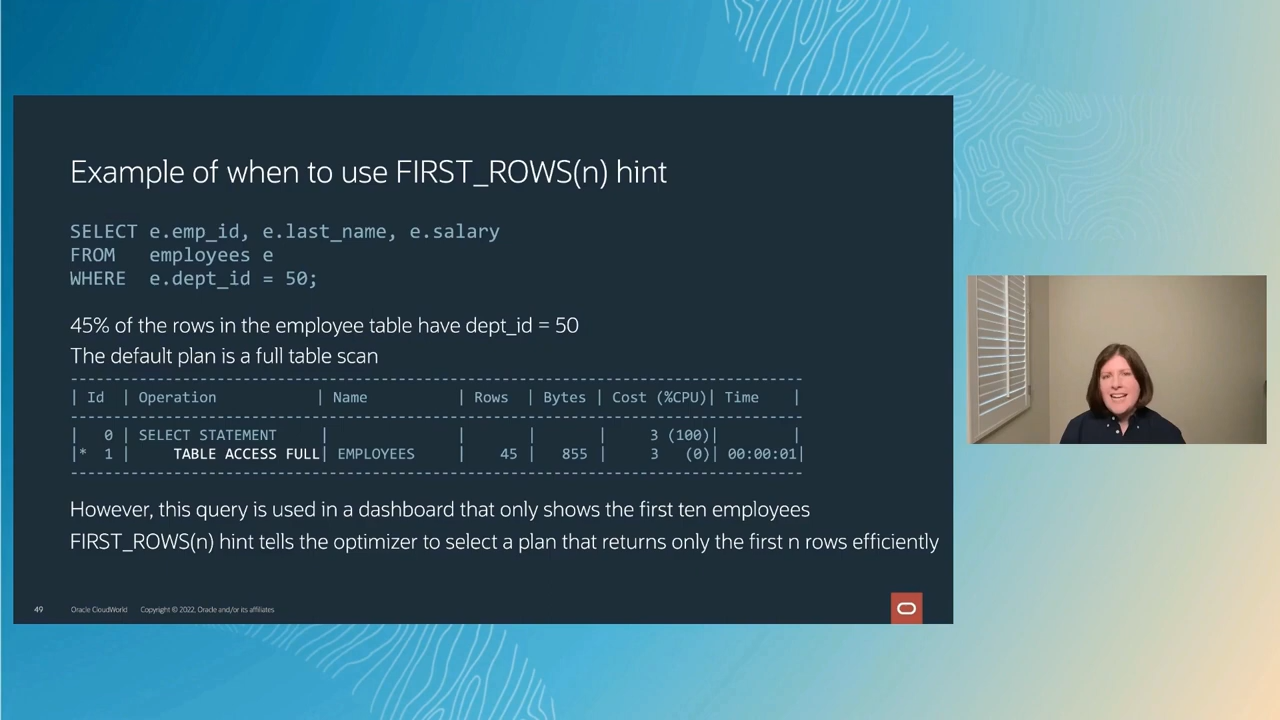 Example of when to use FIRST_ROWS(n) hint
SELECT e.emp_id, e.last_name, e.salary
FROM employees e
WHERE e.dept_id = 50;
45% of the rows in the employee table have dept_id = 50
The default plan is a full table scan
| Id | Operation | Name | Rows | Bytes | Cost (%CPU)| Time |
| 0 | SELECT STATEMENT | | | | 3 (100)| |
|* 1 | TABLE ACCESS FULL| EMPLOYEES | 45 | 855 | 3 (0)| 00:00:01|
However, this query is used in a dashboard that only shows the first ten employees
FIRST_ROWS(n) hint tells the optimizer to select a plan that returns only the first n rows efficiently
49 Oracle CloudWorld Copyright © 2022, Oracle and/or its affiliates